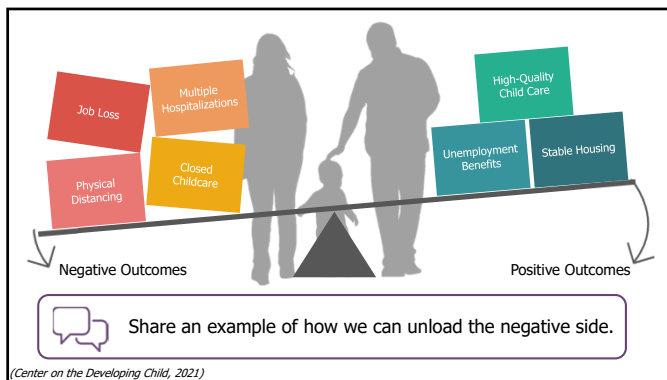 Job Loss
Multiple
Hospitalizations
Physical
Distancing
Closed
Childcare
High-Quality
Child Care
Unemployment
Benefits
Stable Housing
Negative Outcomes
Positive Outcomes
Share an example of how we can unload the negative side.
(Center on the Developing Child, 2021)